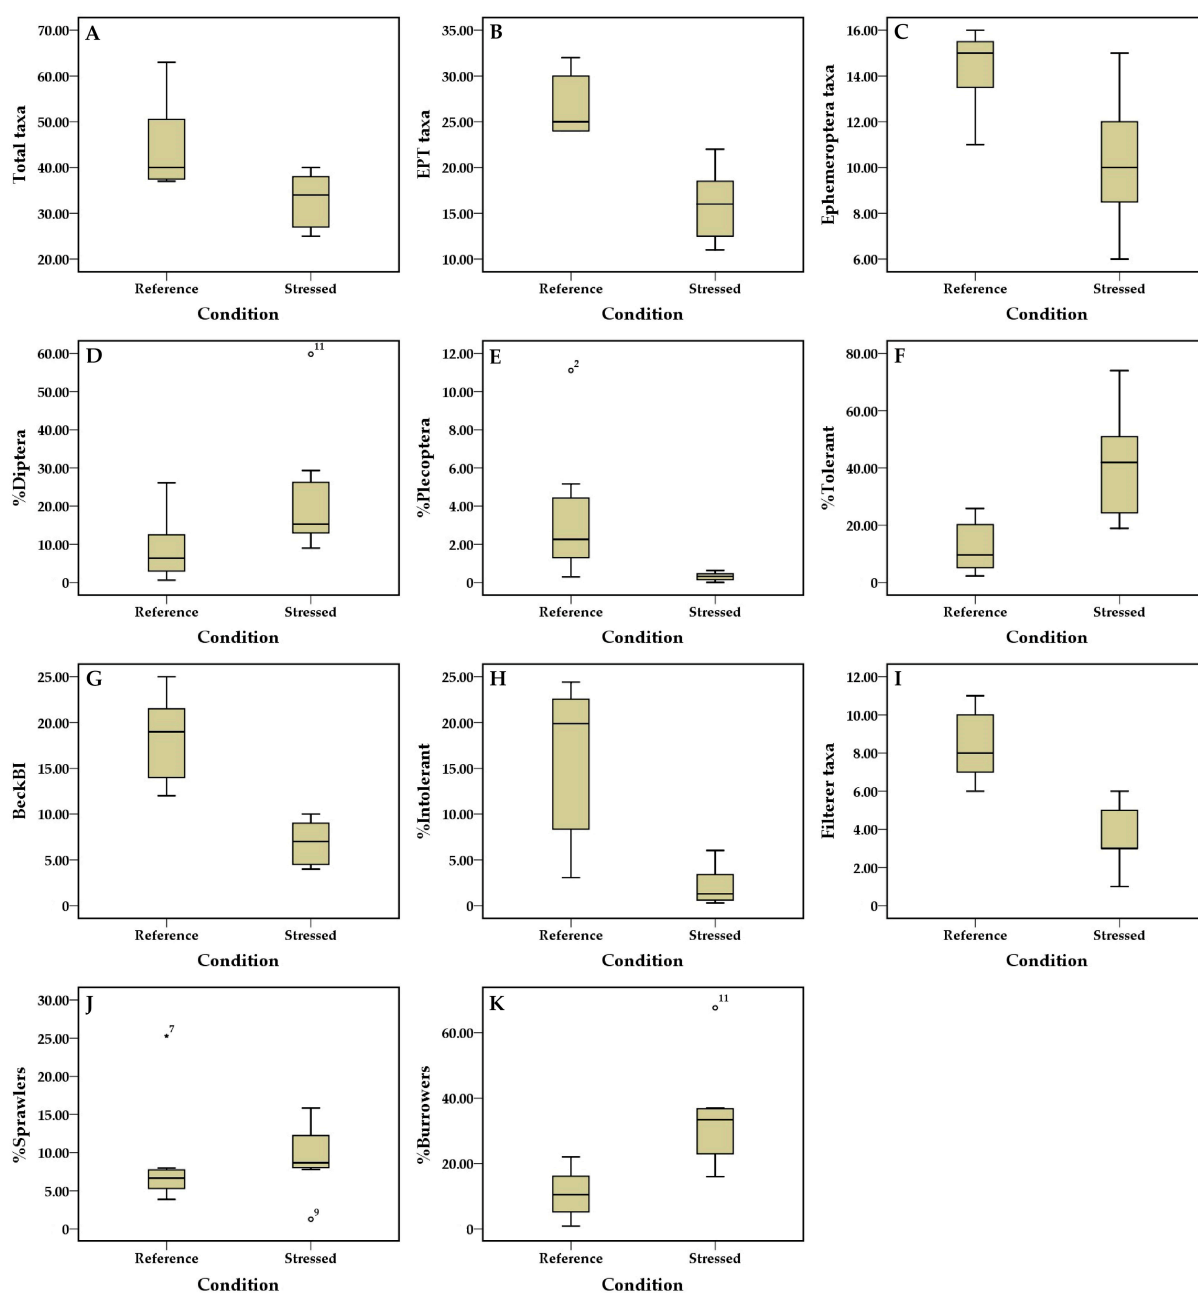 A
70.00
60.00
50.00
40.00
30.00
20.00
Total taxa
Reference Stressed
Condition
B
35.00
30.00
25.00
20.00
15.00
10.00
EPT taxa
Reference Stressed
Condition
C
16.00
14.00
12.00
10.00
8.00
6.00
Ephemeroptera taxa
Reference Stressed
Condition
D
60.00
50.00
40.00
30.00
20.00
10.00
0
%Diptera
11
Reference Stressed
Condition
E
12.00
10.00
8.00
6.00
4.00
2.00
0
%Plecoptera
2
Reference Stressed
Condition
F
80.00
60.00
40.00
20.00
0
%Tolerant
Reference Stressed
Condition
G
25.00
20.00
15.00
10.00
5.00
0
BeckBI
Reference Stressed
Condition
H
25.00
20.00
15.00
10.00
5.00
0
%Intolerant
Reference Stressed
Condition
I
12.00
10.00
8.00
6.00
4.00
2.00
0
Filterer taxa
Reference Stressed
Condition
J
30.00
25.00
20.00
15.00
10.00
5.00
0
%Sprawlers
7
9
Reference Stressed
Condition
K
60.00
40.00
20.00
0
%Burrowers
11
Reference Stressed
Condition